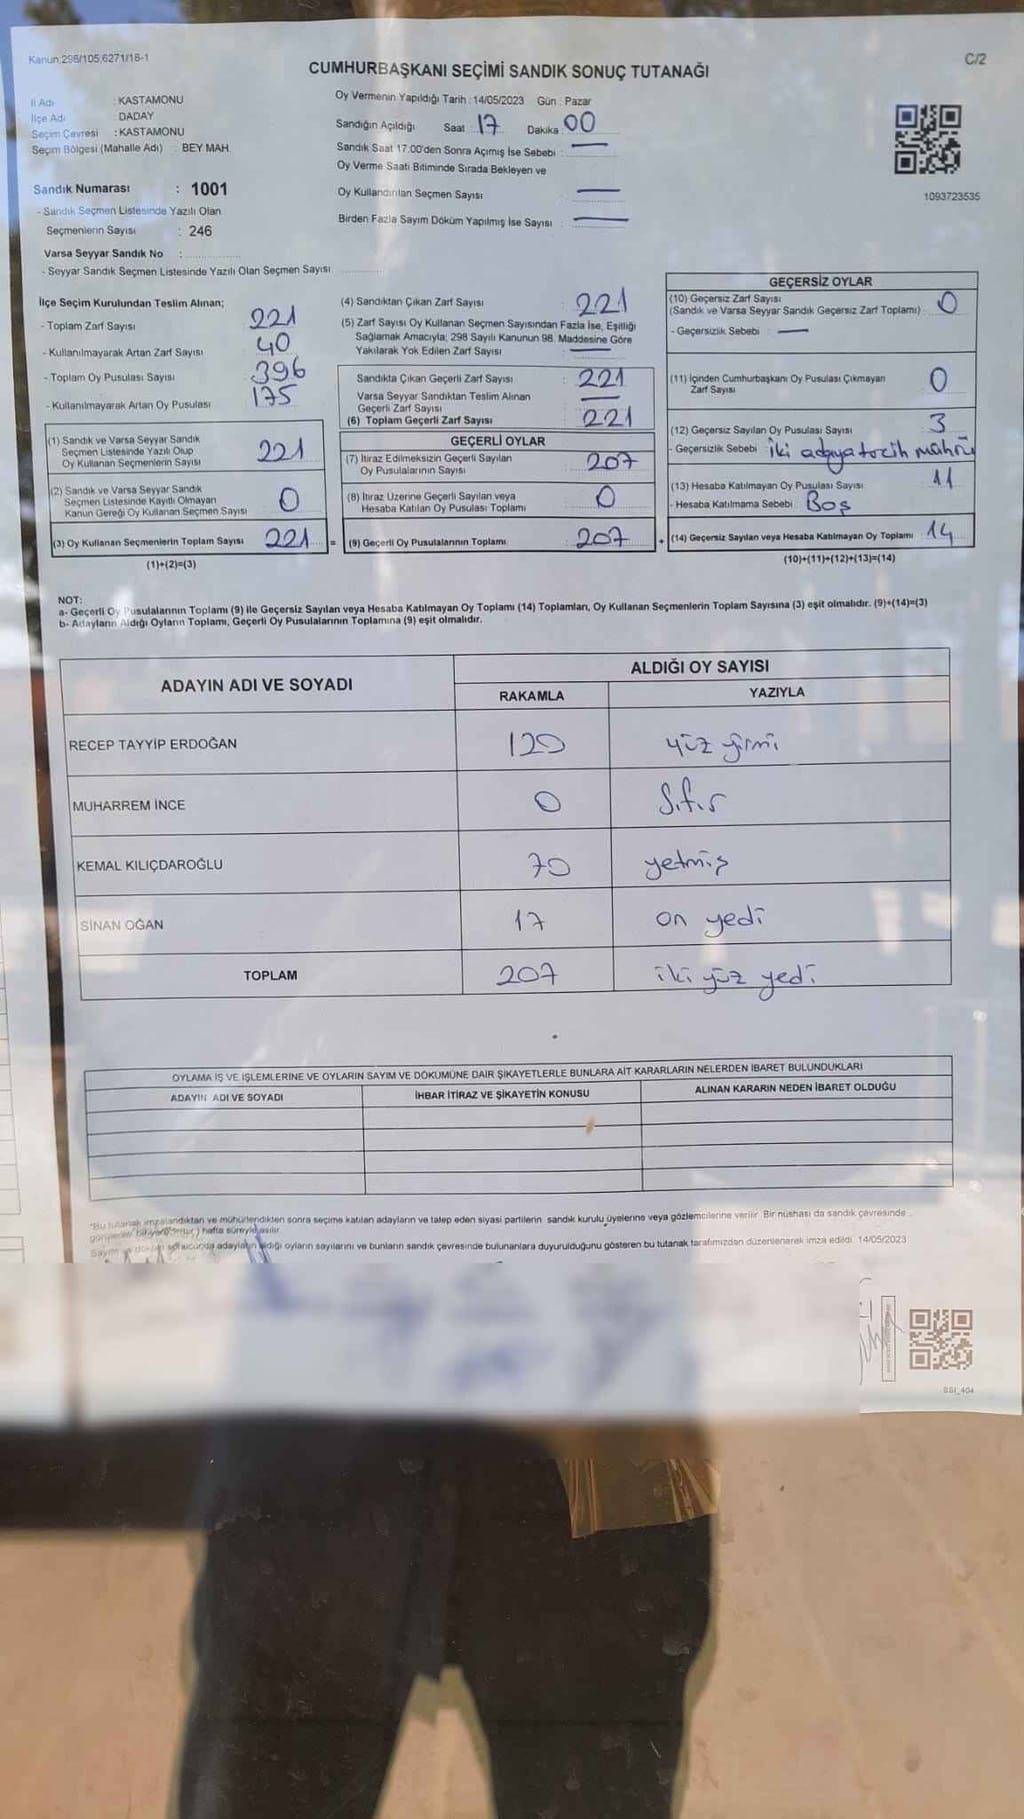 Kanun:298/105,6271/18-1
C/2
CUMHURBAŞKANI SEÇİMİ SANDIK SONUÇ TUTANAĞI
İl Adı : KASTAMONU
İlçe Adı DADAY
Seçim Çevresi : KASTAMONU
Seçim Bölgesi (Mahalle Adı) : BEY MAH.
Sandık Numarası : 1001
- Sandık Seçmen Listesinde Yazılı Olan
Seçmenlerin Sayısı : 246
Varsa Seyyar Sandık No :
- Seyyar Sandık Seçmen Listesinde Yazılı Olan Seçmen Sayısı
Oy Vermenin Yapıldığı Tarih : 14/05/2023 Gün : Pazar
Sandığın Açıldığı Saat : 17 Dakika : 00
Sandık Saat 17:00'den Sonra Açımış İse Sebebi : —
Oy Verme Saati Bitiminde Sırada Bekleyen ve
Oy Kullandırılan Seçmen Sayısı —
Birden Fazla Sayım Döküm Yapılmış İse Sayısı : —
1093723535
İlçe Seçim Kurulundan Teslim Alınan;
- Toplam Zarf Sayısı 221
- Kullanılmayarak Artan Zarf Sayısı 40
- Toplam Oy Pusulası Sayısı 396
- Kullanılmayarak Artan Oy Pusulası 175
(1) Sandık ve Varsa Seyyar Sandık
Seçmen Listesinde Yazılı Olup
Oy Kullanan Seçmenlerin Sayısı 221
(2) Sandık ve Varsa Seyyar Sandık
Seçmen Listesinde Kayıtlı Olmayan
Kanun Gereği Oy Kullanan Seçmen Sayısı 0
(3) Oy Kullanan Seçmenlerin Toplam Sayısı 221 =
(1)+(2)=(3)
(4) Sandıktan Çıkan Zarf Sayısı : 221
(5) Zarf Sayısı Oy Kullanan Seçmen Sayısından Fazla İse, Eşitliği
Sağlamak Amacıyla; 298 Sayılı Kanunun 98. Maddesine Göre
Yakılarak Yok Edilen Zarf Sayısı —
Sandıkta Çıkan Geçerli Zarf Sayısı : 221
Varsa Seyyar Sandıktan Teslim Alınan
Geçerli Zarf Sayısı —
(6) Toplam Geçerli Zarf Sayısı : 221
GEÇERLİ OYLAR
(7) İtiraz Edilmeksizin Geçerli Sayılan
Oy Pusulalarının Sayısı : 207
(8) İtiraz Üzerine Geçerli Sayılan veya
Hesaba Katılan Oy Pusulası Toplamı : 0
(9) Geçerli Oy Pusulalarının Toplamı : 207 +
GEÇERSİZ OYLAR
(10) Geçersiz Zarf Sayısı
(Sandık ve Varsa Seyyar Sandık Geçersiz Zarf Toplamı) : 0
- Geçersizlik Sebebi : —
(11) İçinden Cumhurbaşkanı Oy Pusulası Çıkmayan
Zarf Sayısı 0
(12) Geçersiz Sayılan Oy Pusulası Sayısı 3
- Geçersizlik Sebebi : iki adaya tercih
(13) Hesaba Katılmayan Oy Pusulası Sayısı 11
- Hesaba Katılmama Sebebi : Boş
(14) Geçersiz Sayılan veya Hesaba Katılmayan Oy Toplamı 14
(10)+(11)+(12)+(13)=(14)
NOT:
a- Geçerli Oy Pusulalarının Toplamı (9) ile Geçersiz Sayılan veya Hesaba Katılmayan Oy Toplamı (14) Toplamları, Oy Kullanan Seçmenlerin Toplam Sayısına (3) eşit olmalıdır. (9)+(14)=(3)
b- Adayların Aldığı Oyların Toplamı, Geçerli Oy Pusulalarının Toplamına (9) eşit olmalıdır.
ADAYIN ADI VE SOYADI ALDIĞI OY SAYISI
RAKAMLA YAZIYLA
RECEP TAYYİP ERDOĞAN 120 yüz yirmi
MUHARREM İNCE 0 Sıfır
KEMAL KILIÇDAROĞLU 70 yetmiş
SİNAN OĞAN 17 on yedi
TOPLAM 207 iki yüz yedi
OYLAMA İŞ VE İŞLEMLERİNE VE OYLARIN SAYIM VE DÖKÜMÜNE DAİR ŞİKAYETLERLE BUNLARA AİT KARARLARIN NELERDEN İBARET BULUNDUKLARI
ADAYIN ADI VE SOYADI İHBAR İTİRAZ VE ŞİKAYETİN KONUSU ALINAN KARARIN NEDEN İBARET OLDUĞU
*Bu tutanak imzalandıktan ve mühürlendikten sonra seçime katılan adayların ve talep eden siyasi partilerin sandık kurulu üyelerine veya gözlemcilerine verilir. Bir nüshası da sandık çevresinde
hafta süreyle asılır.
Sayım ve döküm sonucunda adayların aldığı oyların sayılarını ve bunların sandık çevresinde bulunanlara duyurulduğunu gösteren bu tutanak tarafımızdan düzenlenerek imza edildi. 14/05/2023
SSI_404